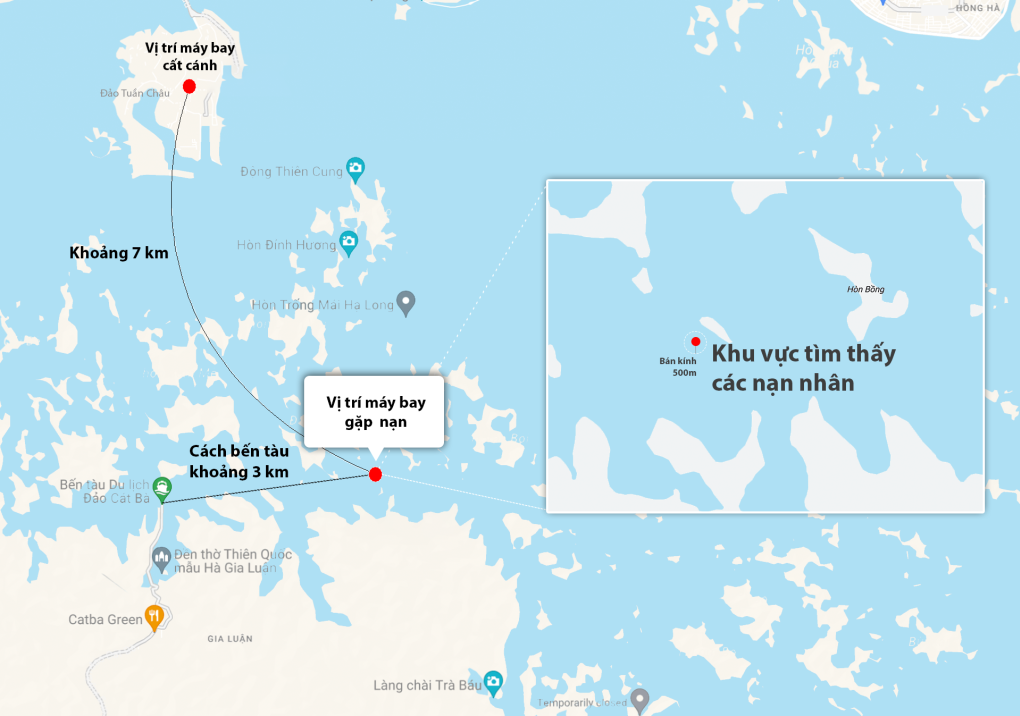 HỒNG HÀ
Vị trí máy bay
cất cánh
Đảo Tuần Châu
Động Thiên Cung
Hòn Đỉnh Hương
Khoảng 7 km
Hòn Trống Mái Hạ Long
Hòn Bồng
Bán kính
500m
Khu vực tìm thấy
các nạn nhân
Vị trí máy bay
gặp nạn
Cách bến tàu
khoảng 3 km
Bến tàu Du lịch
Đảo Cát Bà
Đền thờ Thiên Quốc
mẫu Hà Gia Luận
Catba Green
GIA LUẬN
Làng chài Trà Báu
Temporarily Closed